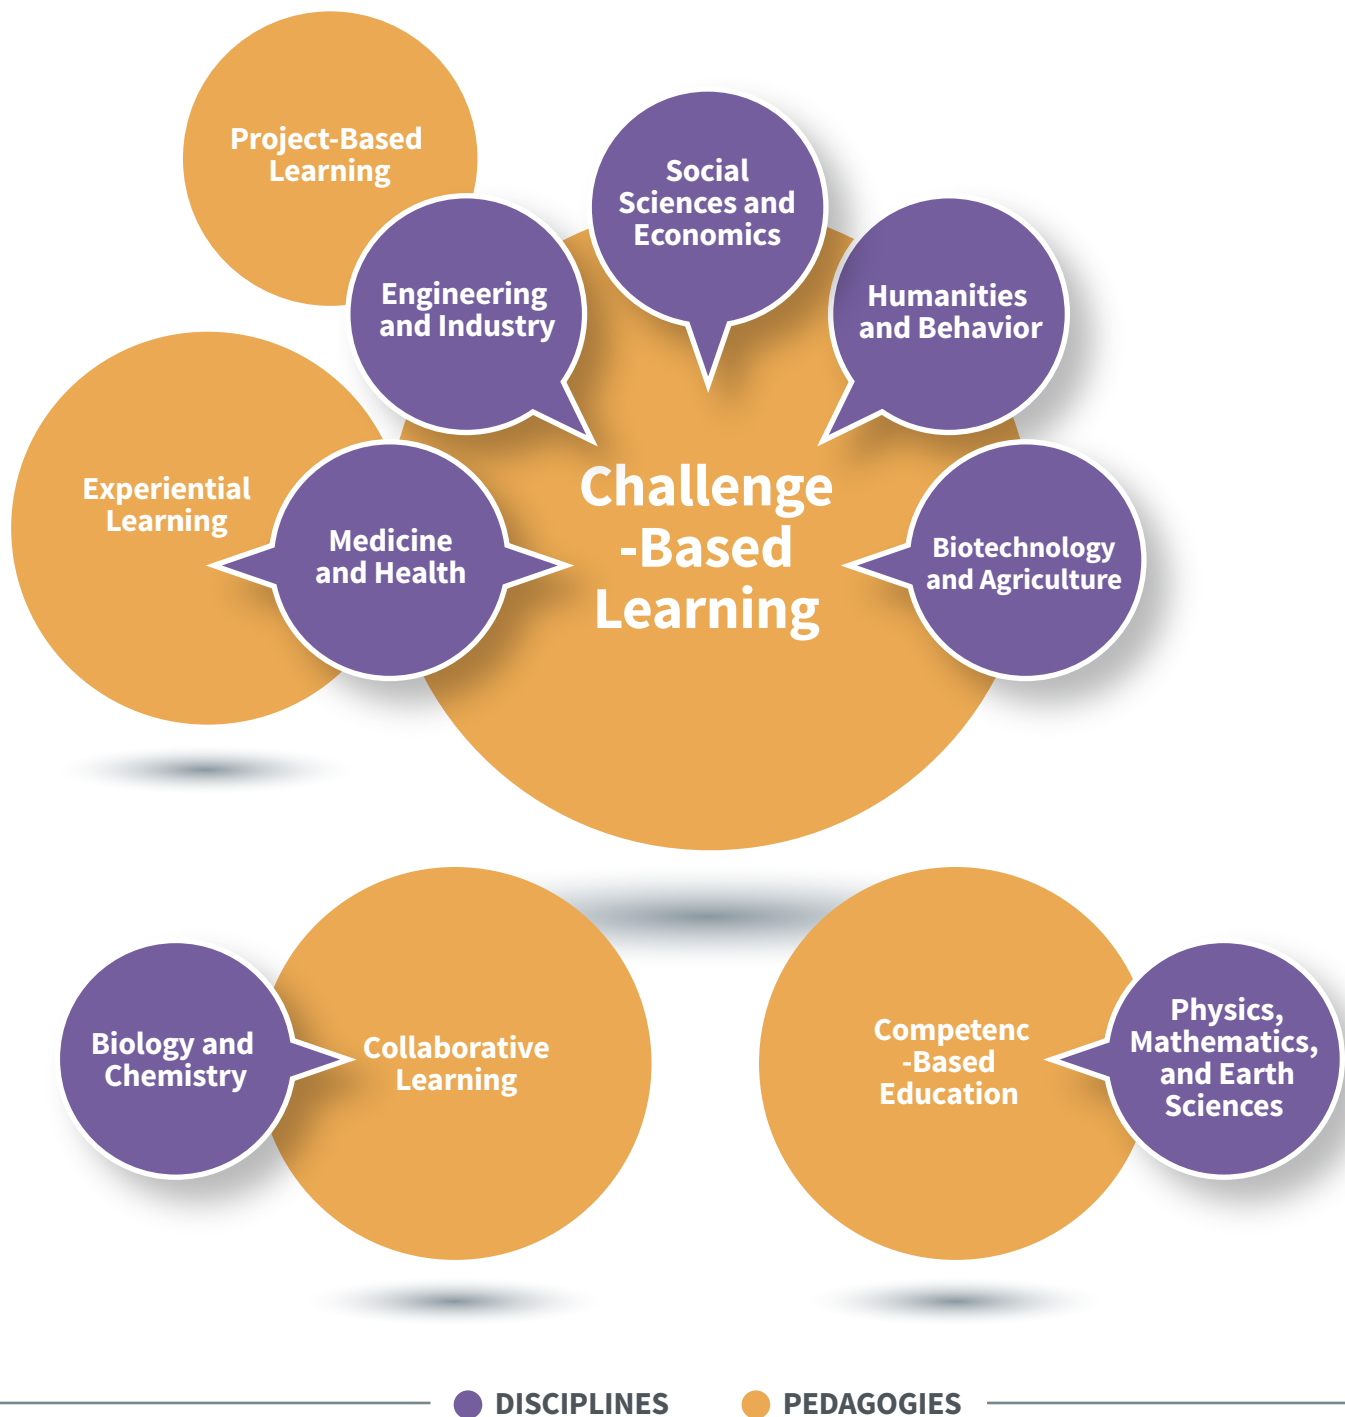 Project-Based
Learning
Social
Sciences and
Economics
Engineering
and Industry
Humanities
and Behavior
Challenge
-Based
Learning
Experiential
Learning
Medicine
and Health
Biotechnology
and Agriculture
Biology and
Chemistry
Collaborative
Learning
Competenc
-Based
Education
Physics,
Mathematics,
and Earth
Sciences
DISCIPLINES
PEDAGOGIES